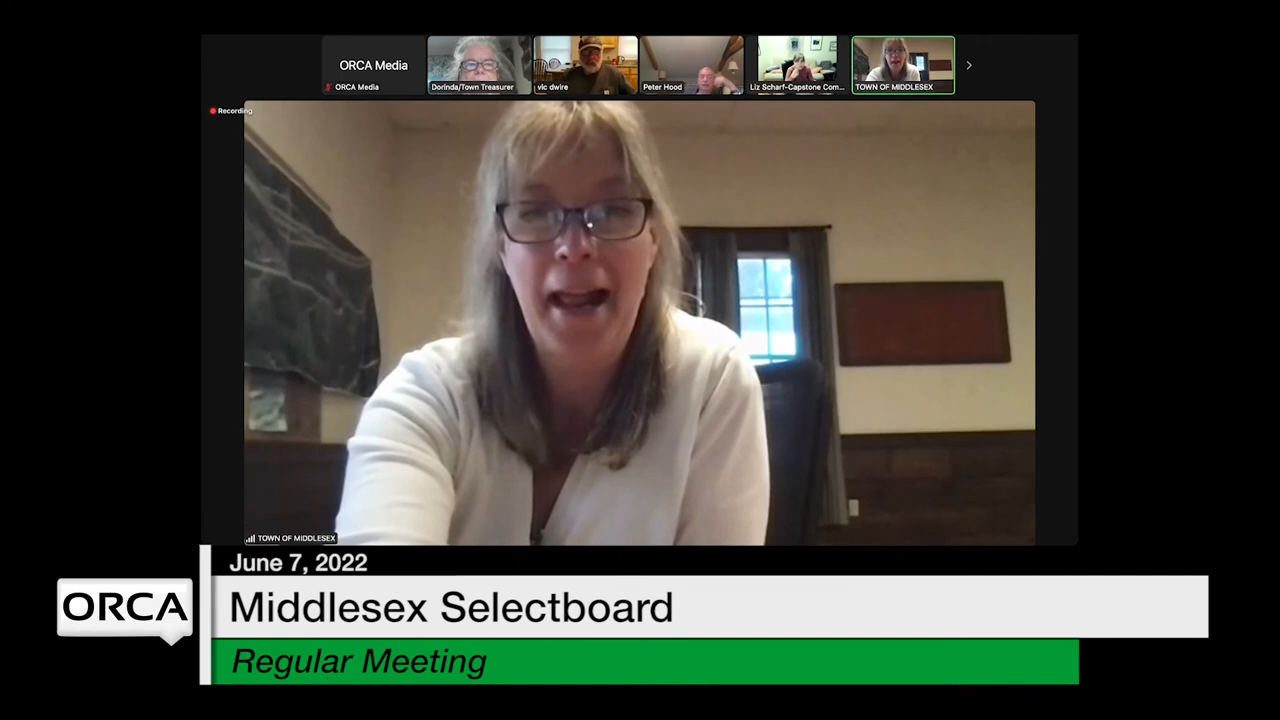 ORCA Media
ORCA Media
Dorinda/Town Treasurer
vic dwire
Peter Hood
Liz Scharf-Capstone Com...
TOWN OF MIDDLESEX
Recording
TOWN OF MIDDLESEX
June 7, 2022
ORCA
Middlesex Selectboard
Regular Meeting